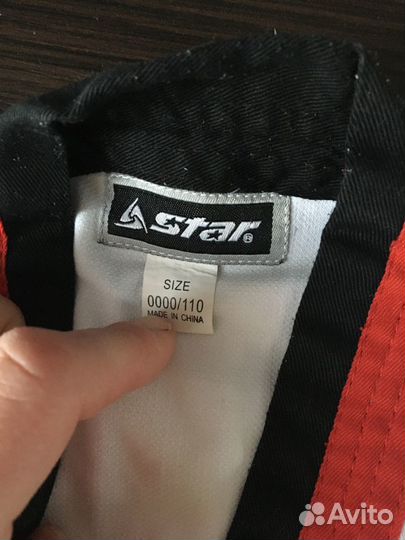 star®
SIZE
0000/110
MADE IN CHINA
Avito